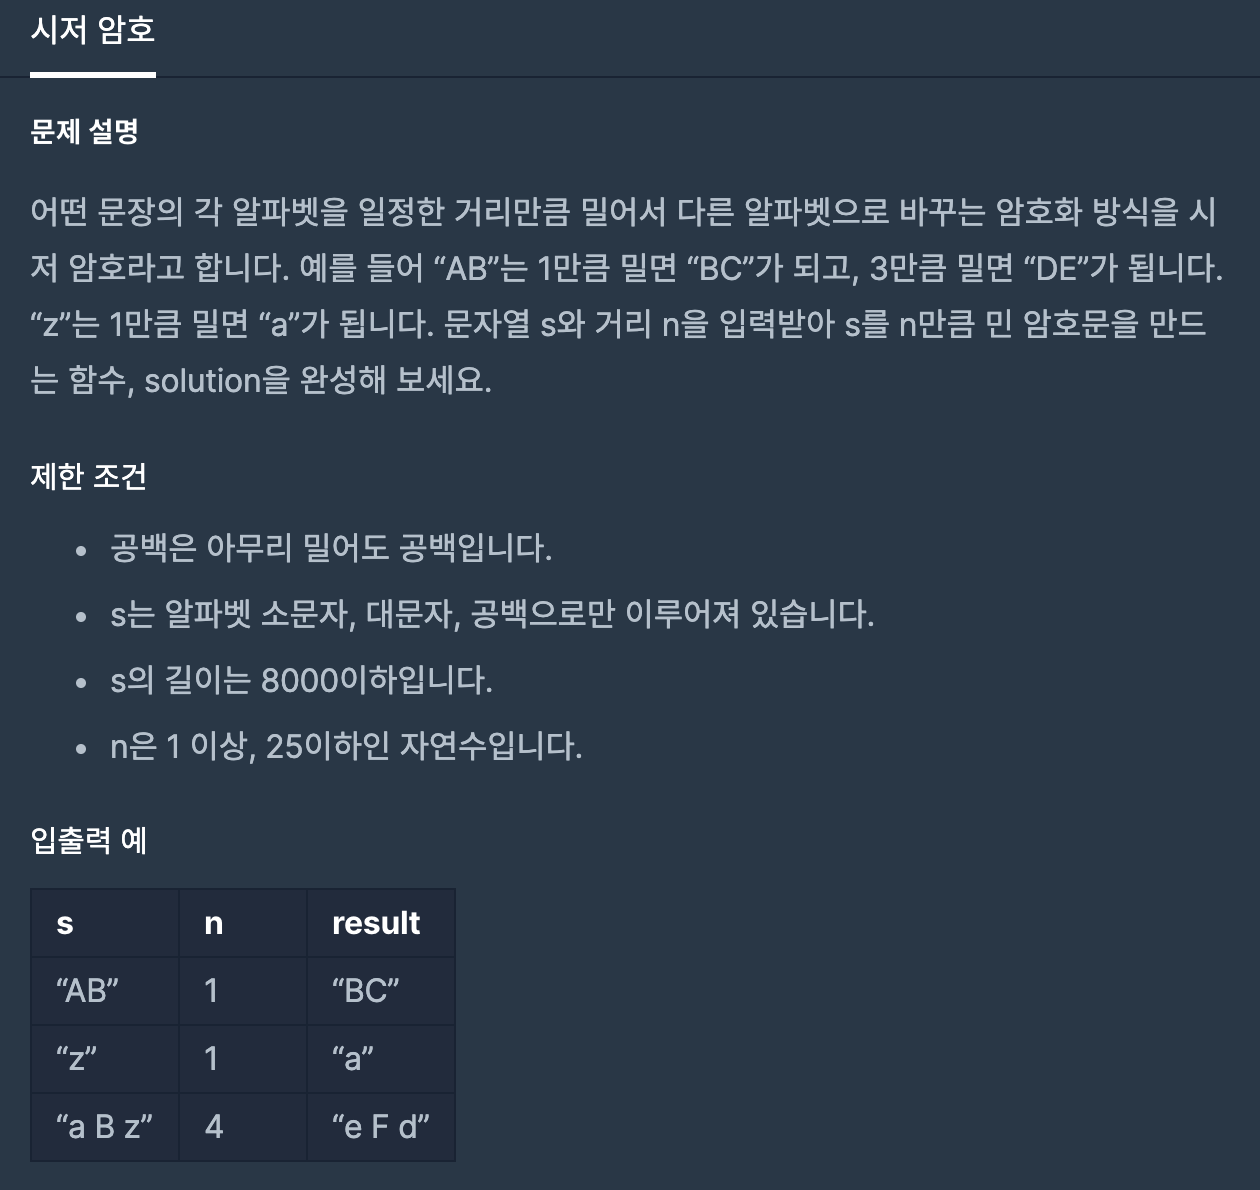 시저 암호
문제 설명
어떤 문장의 각 알파벳을 일정한 거리만큼 밀어서 다른 알파벳으로 바꾸는 암호화 방식을 시
저 암호라고 합니다. 예를 들어 “AB”는 1만큼 밀면 “BC”가 되고, 3만큼 밀면 “DE”가 됩니다.
“z”는 1만큼 밀면 “a”가 됩니다. 문자열 s와 거리 n을 입력받아 s를 n만큼 민 암호문을 만드
는 함수, solution을 완성해 보세요.
제한 조건
• 공백은 아무리 밀어도 공백입니다.
• s는 알파벳 소문자, 대문자, 공백으로만 이루어져 있습니다.
• s의 길이는 8000이하입니다.
• n은 1 이상, 25이하인 자연수입니다.
입출력 예
s n result
“AB” 1 “BC”
“z” 1 “a”
“a B z” 4 “e F d”